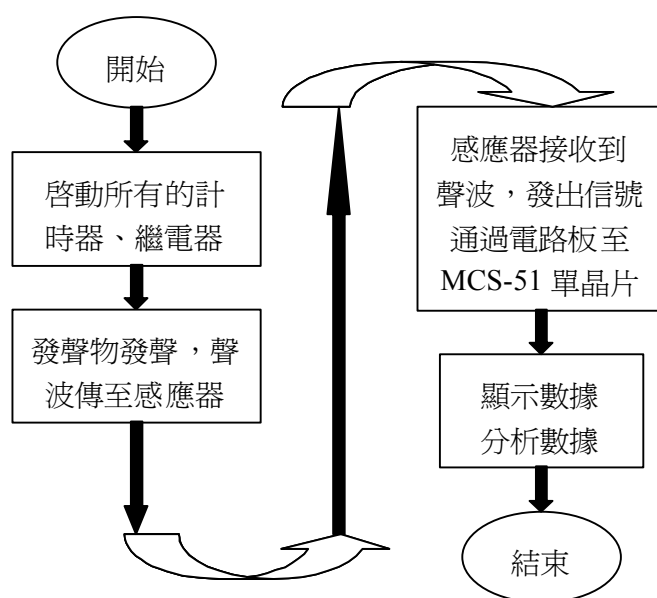 開始
啓動所有的計
時器、繼電器
發聲物發聲，聲
波傳至感應器
感應器接收到
聲波，發出信號
通過電路板至
MCS-51 單晶片
顯示數據
分析數據
結束